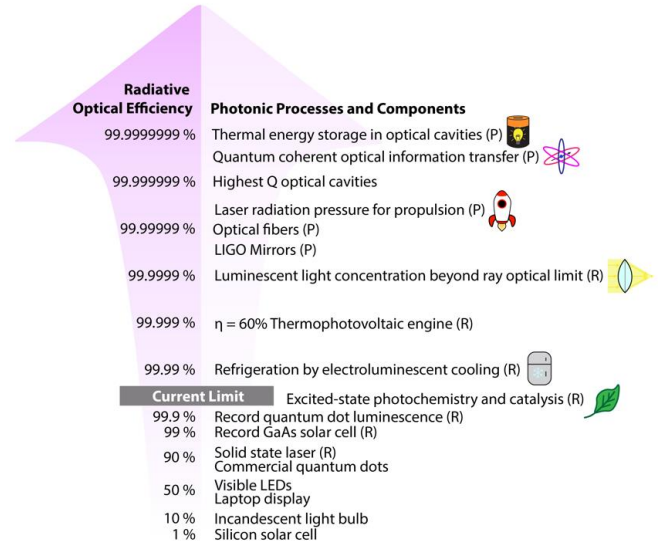 Radiative
Optical Efficiency Photonic Processes and Components
99.9999999 % Thermal energy storage in optical cavities (P)
Quantum coherent optical information transfer (P)
99.999999 % Highest Q optical cavities
Laser radiation pressure for propulsion (P)
99.99999 % Optical fibers (P)
LIGO Mirrors (P)
99.9999 % Luminescent light concentration beyond ray optical limit (R)
99.999 % η = 60% Thermophotovoltaic engine (R)
99.99 % Refrigeration by electroluminescent cooling (R)
Current Limit Excited-state photochemistry and catalysis (R)
99.9 % Record quantum dot luminescence (R)
99 % Record GaAs solar cell (R)
90 % Solid state laser (R)
Commercial quantum dots
50 % Visible LEDs
Laptop display
10 % Incandescent light bulb
1 % Silicon solar cell